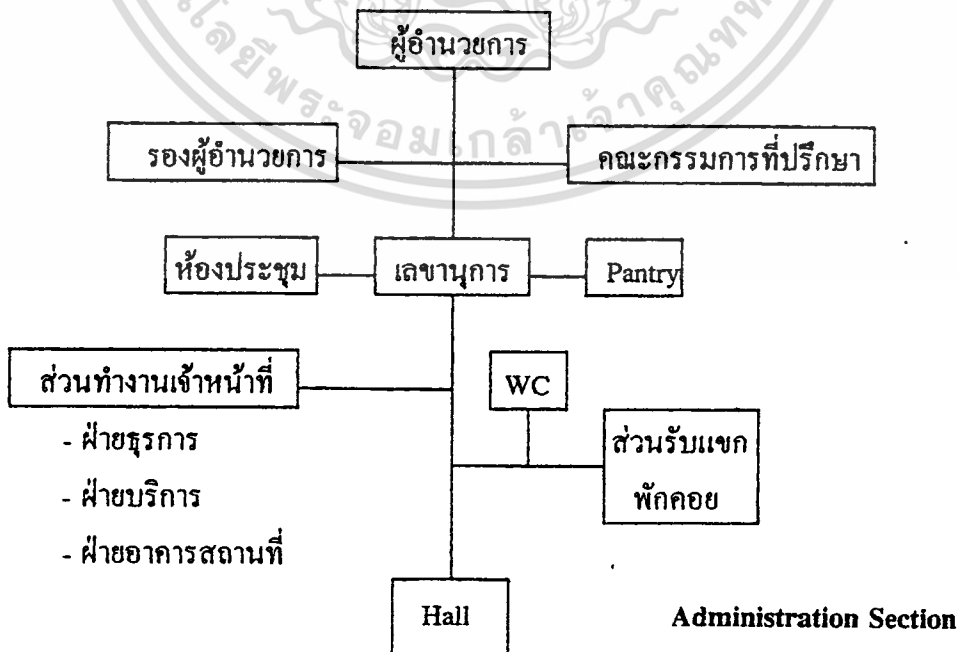 ผู้อำนวยการ
รองผู้อำนวยการ
คณะกรรมการที่ปรึกษา
ห้องประชุม
เลขานุการ
Pantry
ส่วนทำงานเจ้าหน้าที่
- ฝ่ายธุรการ
- ฝ่ายบริการ
- ฝ่ายอาคารสถานที่
WC
ส่วนรับแขก
พักคอย
Hall
Administration Section